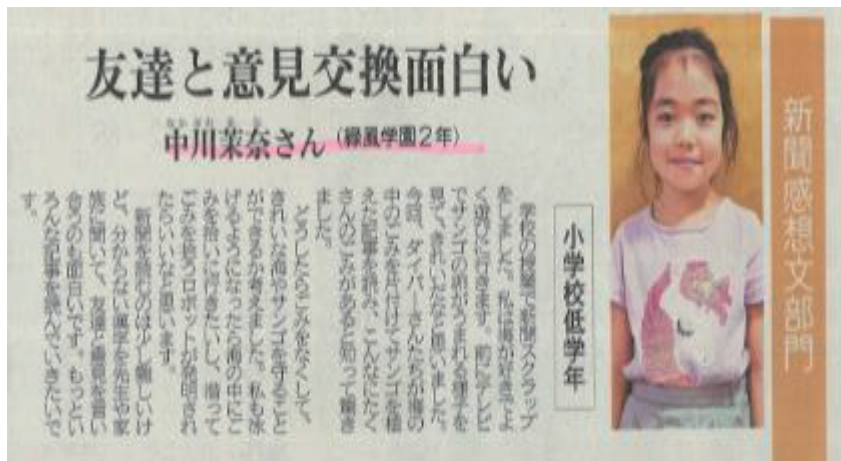 新聞感想文部門
小学校低学年
友達と意見交換面白い
なかがわ ま な
中川茉奈さん(緑風学園2年)
学校の授業で新聞スクラップ
をしました。私は海が好きでよ
く遊びに行きます。前にテレビ
でサンゴの卵がうまれる様子を
見て、きれいだなと思いました。
今回、ダイバーさんたちが海の
中のごみを片付けてサンゴを植
えた記事を読み、こんなにたく
さんのごみがあると知って驚き
ました。
どうしたらごみをなくして、
きれいな海やサンゴを守ること
ができるか考えました。私も泳
げるようになったら海の中にご
みを拾いに行きたいし、潜って
ごみを拾うロボットが発明され
たらいいなと思います。
新聞を読むのは少し難しいけ
ど、分からない漢字を先生や家
族に聞いて、友達と意見を言い
合うのも面白いです。もっとい
ろんな記事を読んでいきたいで
す。